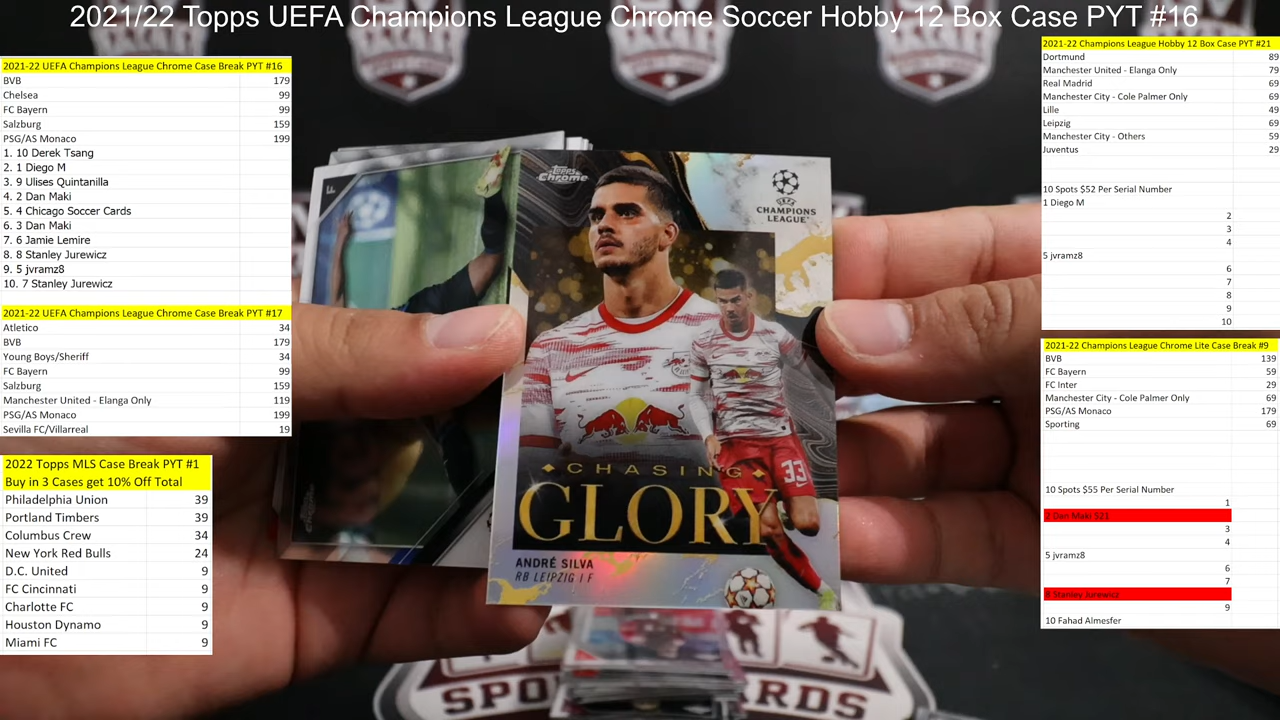 2021/22 Topps UEFA Champions League Chrome Soccer Hobby 12 Box Case PYT #16
2021-22 UEFA Champions League Chrome Case Break PYT #16
BVB 179
Chelsea 99
FC Bayern 99
Salzburg 159
PSG/AS Monaco 199
1. 10 Derek Tsang
2. 1 Diego M
3. 9 Ulises Quintanilla
4. 2 Dan Maki
5. 4 Chicago Soccer Cards
6. 3 Dan Maki
7. 6 Jamie Lemire
8. 8 Stanley Jurewicz
9. 5 jvramz8
10. 7 Stanley Jurewicz
2021-22 UEFA Champions League Chrome Case Break PYT #17
Atletico 34
BVB 179
Young Boys/Sheriff 34
FC Bayern 99
Salzburg 159
Manchester United - Elanga Only 119
PSG/AS Monaco 199
Sevilla FC/Villarreal 19
2022 Topps MLS Case Break PYT #1
Buy in 3 Cases get 10% Off Total
Philadelphia Union 39
Portland Timbers 39
Columbus Crew 34
New York Red Bulls 24
D.C. United 9
FC Cincinnati 9
Charlotte FC 9
Houston Dynamo 9
Miami FC 9
Topps
Chrome
CHAMPIONS
LEAGUE
CHASING
GLORY
33
ANDRÉ SILVA
RB LEIPZIG | F
2021-22 Champions League Hobby 12 Box Case PYT #21
Dortmund 89
Manchester United - Elanga Only 79
Real Madrid 69
Manchester City - Cole Palmer Only 69
Lille 49
Leipzig 69
Manchester City - Others 59
Juventus 29
10 Spots $52 Per Serial Number
1 Diego M
2
3
4
5 jvramz8
6
7
8
9
10
2021-22 Champions League Chrome Lite Case Break #9
BVB 139
FC Bayern 59
FC Inter 29
Manchester City - Cole Palmer Only 69
PSG/AS Monaco 179
Sporting 69
10 Spots $55 Per Serial Number
1
2 Dan Maki 521
3
4
5 jvramz8
6
7
8 Stanley Jurewicz
9
10 Fahad Almesfer